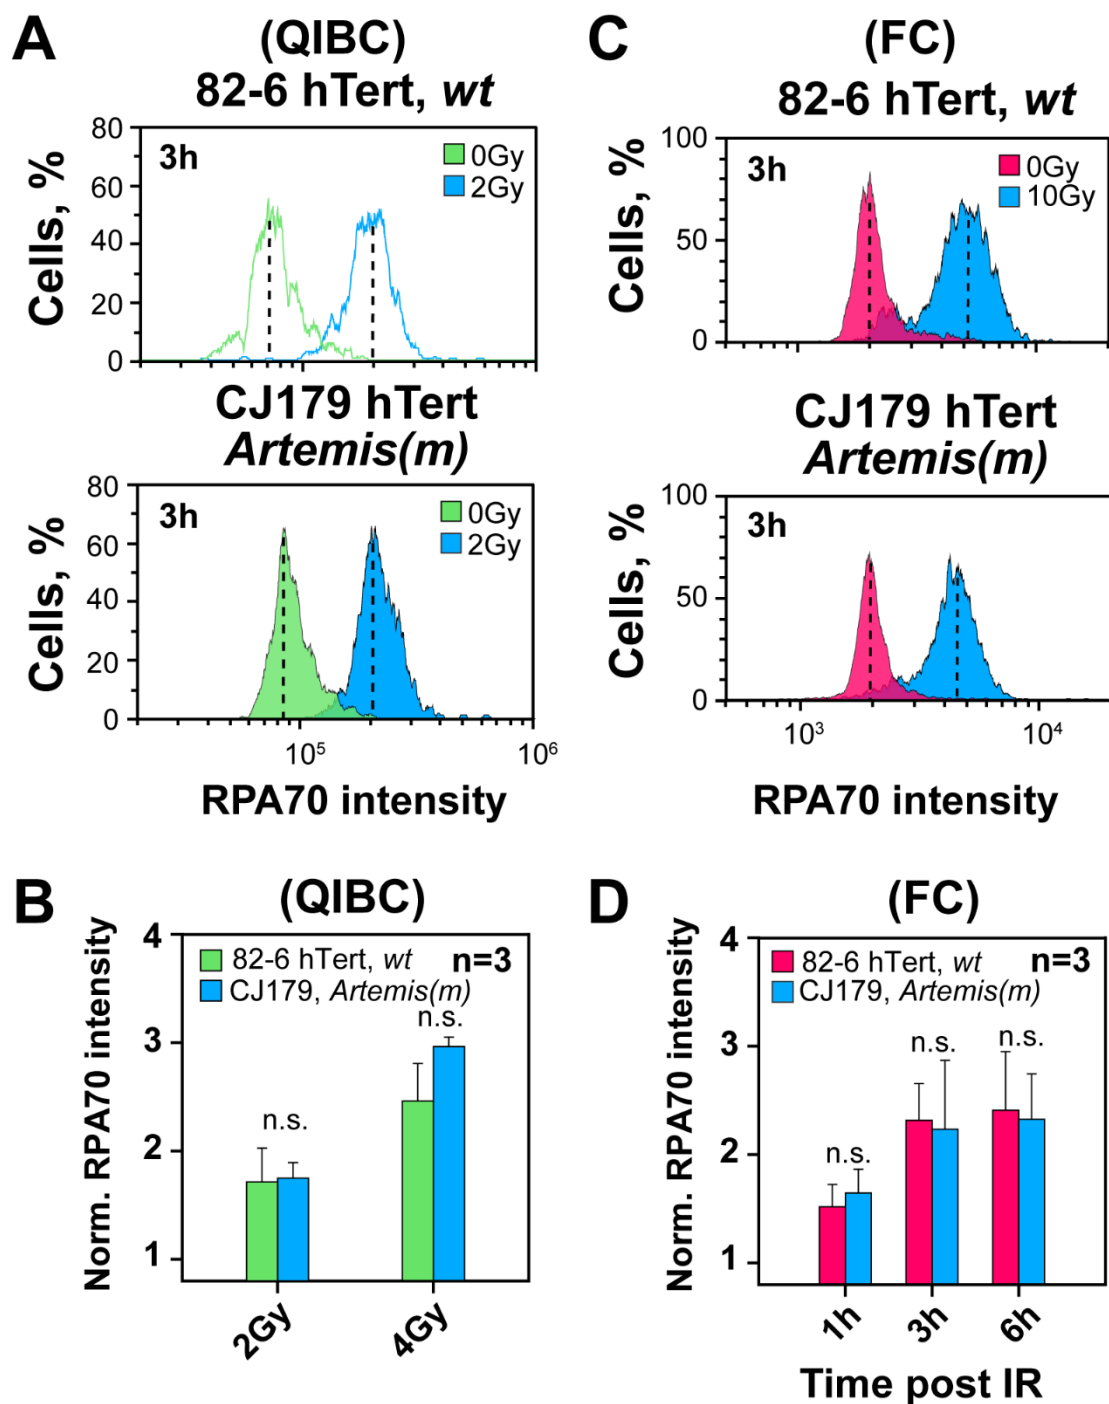 A
(QIBC)
82-6 hTert, wt
80
60
40
20
0
Cells, %
3h
0Gy
2Gy
CJ179 hTert
Artemis(m)
80
60
40
20
0
Cells, %
3h
0Gy
2Gy
10⁵
10⁶
RPA70 intensity
C
(FC)
82-6 hTert, wt
100
50
0
Cells, %
3h
0Gy
10Gy
CJ179 hTert
Artemis(m)
100
50
0
Cells, %
3h
10³
10⁴
RPA70 intensity
B
(QIBC)
Norm. RPA70 intensity
4
3
2
1
82-6 hTert, wt
n=3
CJ179, Artemis(m)
n.s.
n.s.
2Gy
4Gy
D
(FC)
Norm. RPA70 intensity
4
3
2
1
82-6 hTert, wt
n=3
CJ179, Artemis(m)
n.s.
n.s.
n.s.
1h
3h
6h
Time post IR